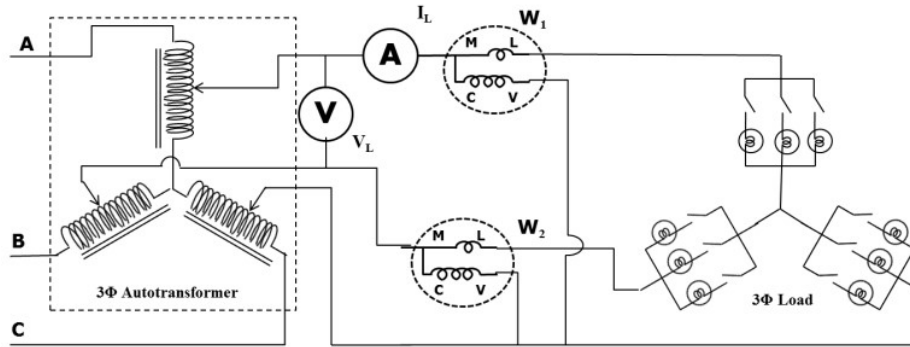 A
I_L
W_1
M L
A
C V
V
V_L
B
M L
W_2
C V
3Φ Autotransformer
3Φ Load
C